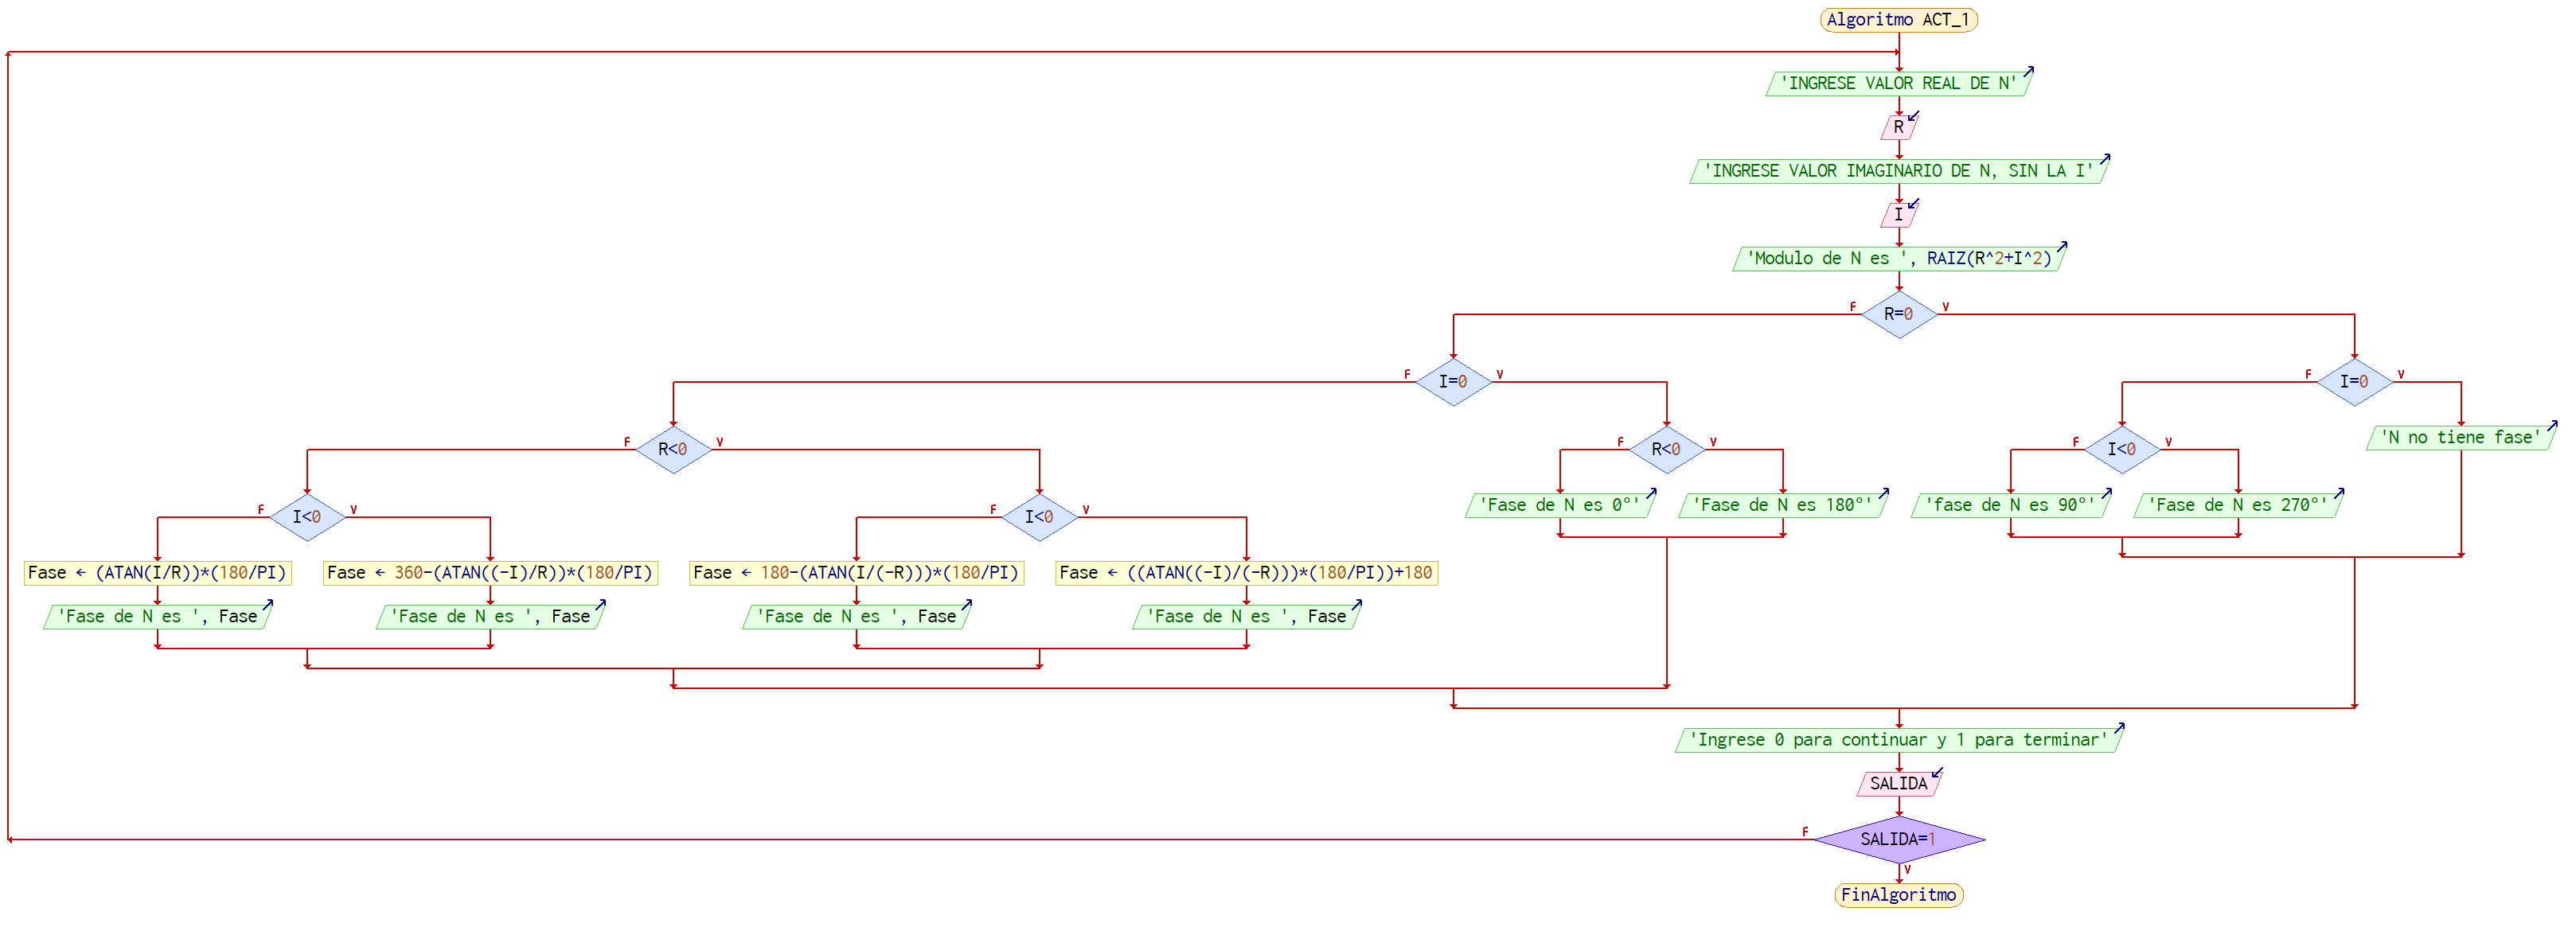 Algoritmo ACT_1
'INGRESE VALOR REAL DE N'
R
'INGRESE VALOR IMAGINARIO DE N, SIN LA I'
I
'Modulo de N es ', RAIZ(R^2+I^2)
F R=0 V
F I=0 V
F I=0 V
F R<0 V
F R<0 V
F I<0 V
'N no tiene fase'
F I<0 V
F I<0 V
'Fase de N es 0°'
'Fase de N es 180°'
'fase de N es 90°'
'Fase de N es 270°'
Fase ← (ATAN(I/R))*(180/PI)
Fase ← 360-(ATAN((-I)/R))*(180/PI)
Fase ← 180-(ATAN(I/(-R)))*(180/PI)
Fase ← ((ATAN((-I)/(-R)))*(180/PI))+180
'Fase de N es ', Fase
'Fase de N es ', Fase
'Fase de N es ', Fase
'Fase de N es ', Fase
'Ingrese 0 para continuar y 1 para terminar'
SALIDA
F SALIDA=1
V
FinAlgoritmo